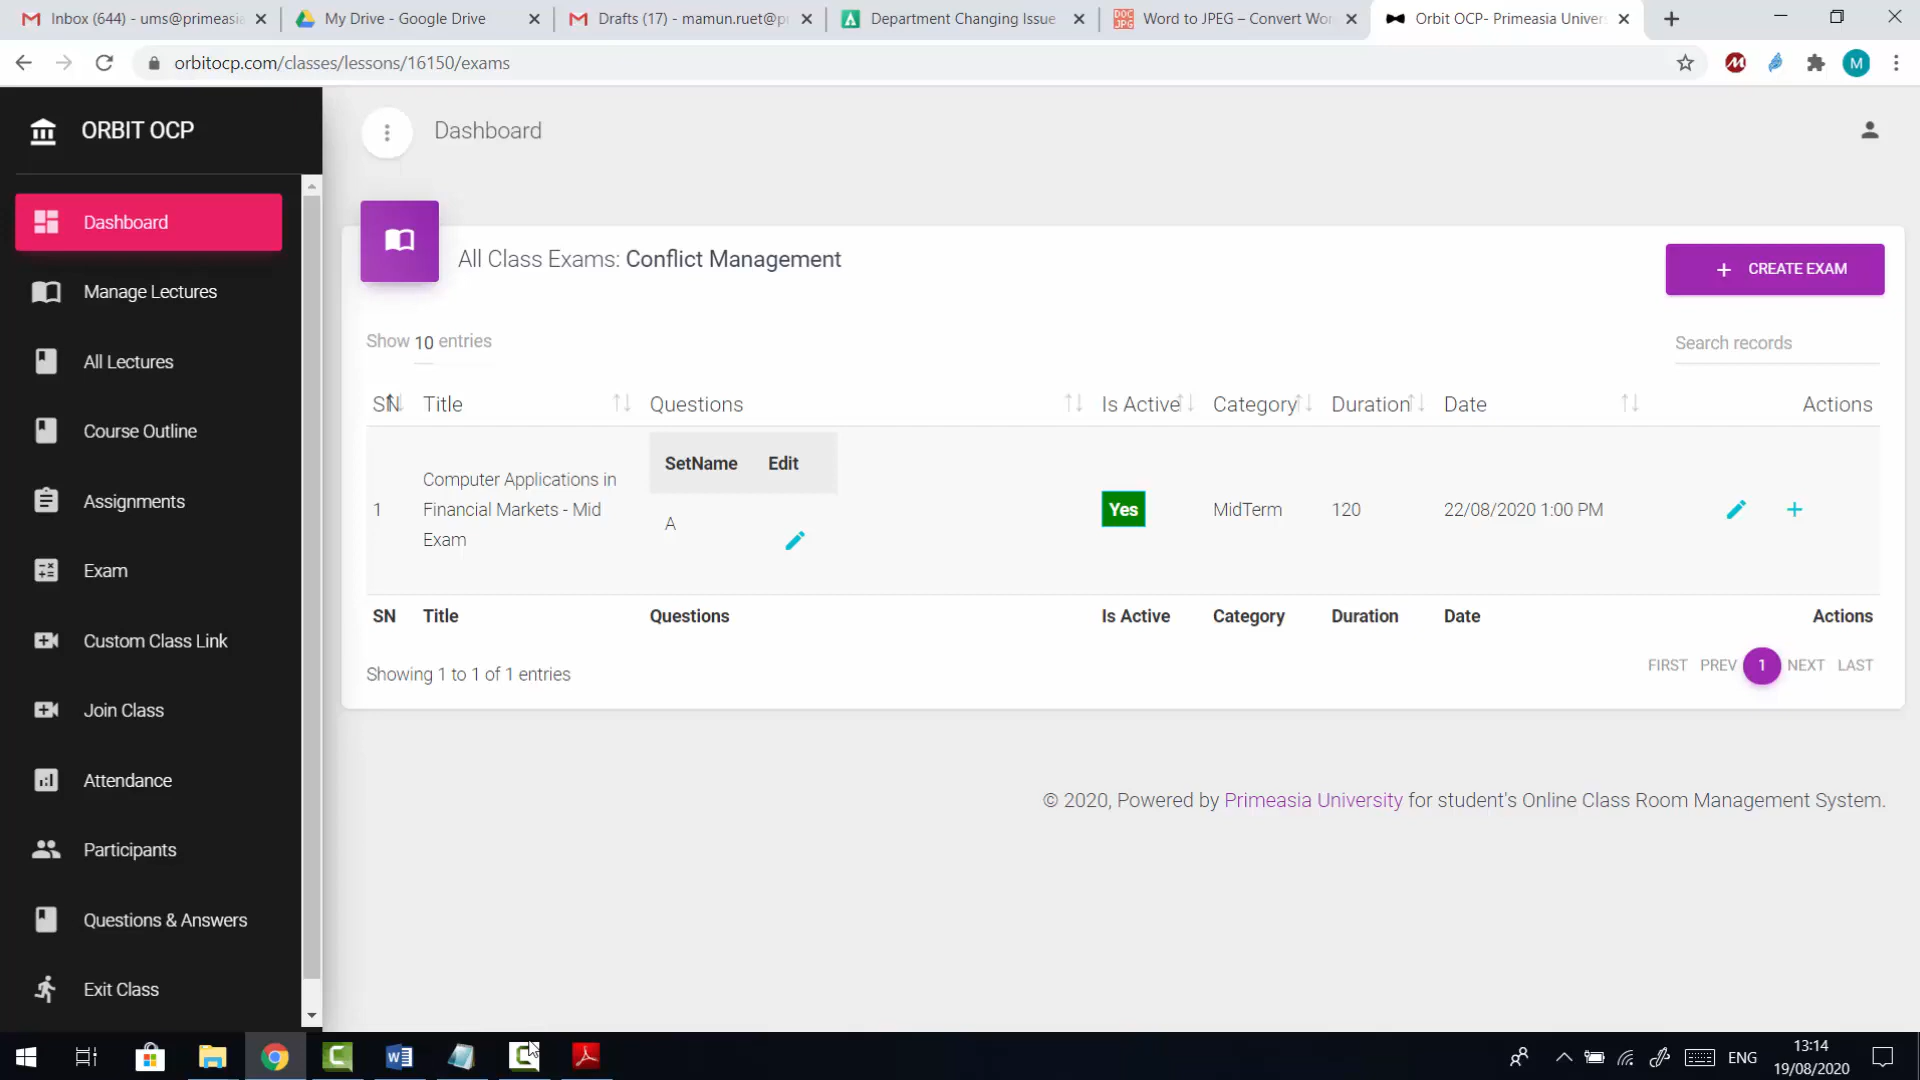 Inbox (644) - ums@primeasia
My Drive - Google Drive
Drafts (17) - mamun.ruet@p
Department Changing Issue
Word to JPEG – Convert Wor
Orbit OCP- Primeasia Univers
orbitocp.com/classes/lessons/16150/exams
M
ORBIT OCP
Dashboard
Dashboard
Manage Lectures
All Lectures
Course Outline
Assignments
Exam
Custom Class Link
Join Class
Attendance
Participants
Questions & Answers
Exit Class
All Class Exams: Conflict Management
CREATE EXAM
Show 10 entries
Search records
SN Title Questions Is Active Category Duration Date Actions
SetName Edit
1 Computer Applications in Financial Markets - Mid Exam A Yes MidTerm 120 22/08/2020 1:00 PM
SN Title Questions Is Active Category Duration Date Actions
Showing 1 to 1 of 1 entries
FIRST PREV 1 NEXT LAST
© 2020, Powered by Primeasia University for student's Online Class Room Management System.
ENG
13:14
19/08/2020